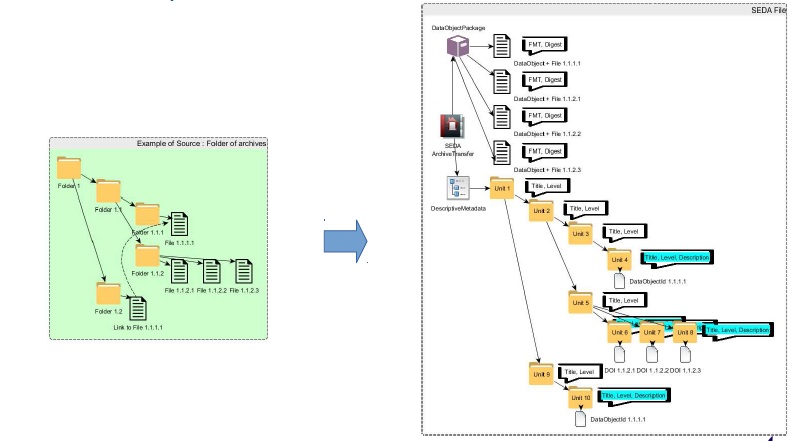 SEDA File
DataObjectPackage
FMT, Digest
DataObject + File 1.1.1.1
FMT, Digest
DataObject + File 1.1.2.1
FMT, Digest
DataObject + File 1.1.2.2
SEDA
ArchiveTransfer
FMT, Digest
DataObject + File 1.1.2.3
DescriptiveMetadata
Unit 1
Title, Level
Unit 2
Title, Level
Unit 3
Title, Level
Unit 4
Title, Level, Description
DataObjectId 1.1.1.1
Unit 5
Title, Level
Unit 6
Unit 7
Unit 8
Title, Level, Description
DOI 1.1.2.1
DOI 1.1.2.2
DOI 1.1.2.3
Unit 9
Title, Level
Unit 10
Title, Level, Description
DataObjectId 1.1.1.1
Example of Source : Folder of archives
Folder 1
Folder 1.1
Folder 1.1.1
File 1.1.1.1
Folder 1.1.2
File 1.1.2.1
File 1.1.2.2
File 1.1.2.3
Folder 1.2
Link to File 1.1.1.1